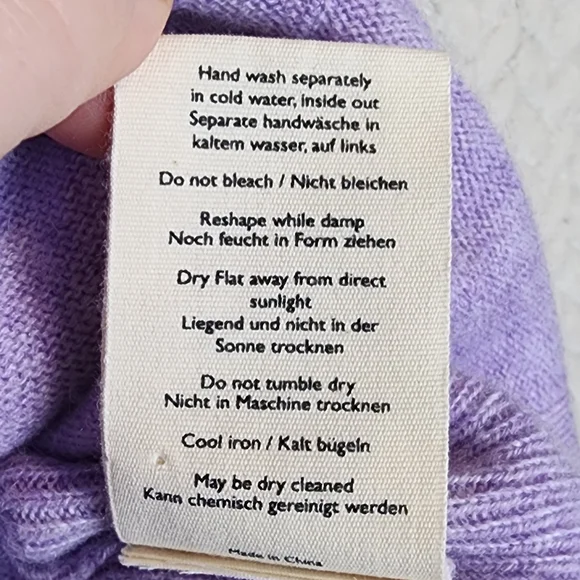 Hand wash separately
in cold water, inside out
Separate handwäsche in
kaltem wasser, auf links
Do not bleach / Nicht bleichen
Reshape while damp
Noch feucht in Form ziehen
Dry Flat away from direct
sunlight
Liegend und nicht in der
Sonne trocknen
Do not tumble dry
Nicht in Maschine trocknen
Cool iron / Kalt bügeln
May be dry cleaned
Kann chemisch gereinigt werden
Made in China